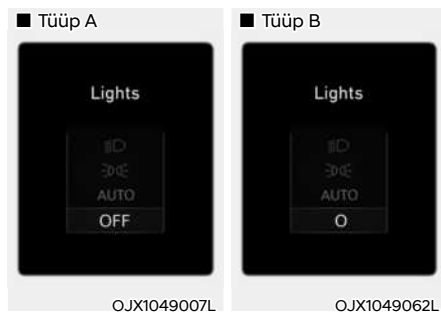 ■ Tüüp A
Lights
AUTO
OFF
OJX1049007L
■ Tüüp B
Lights
AUTO
O
OJX1049062L